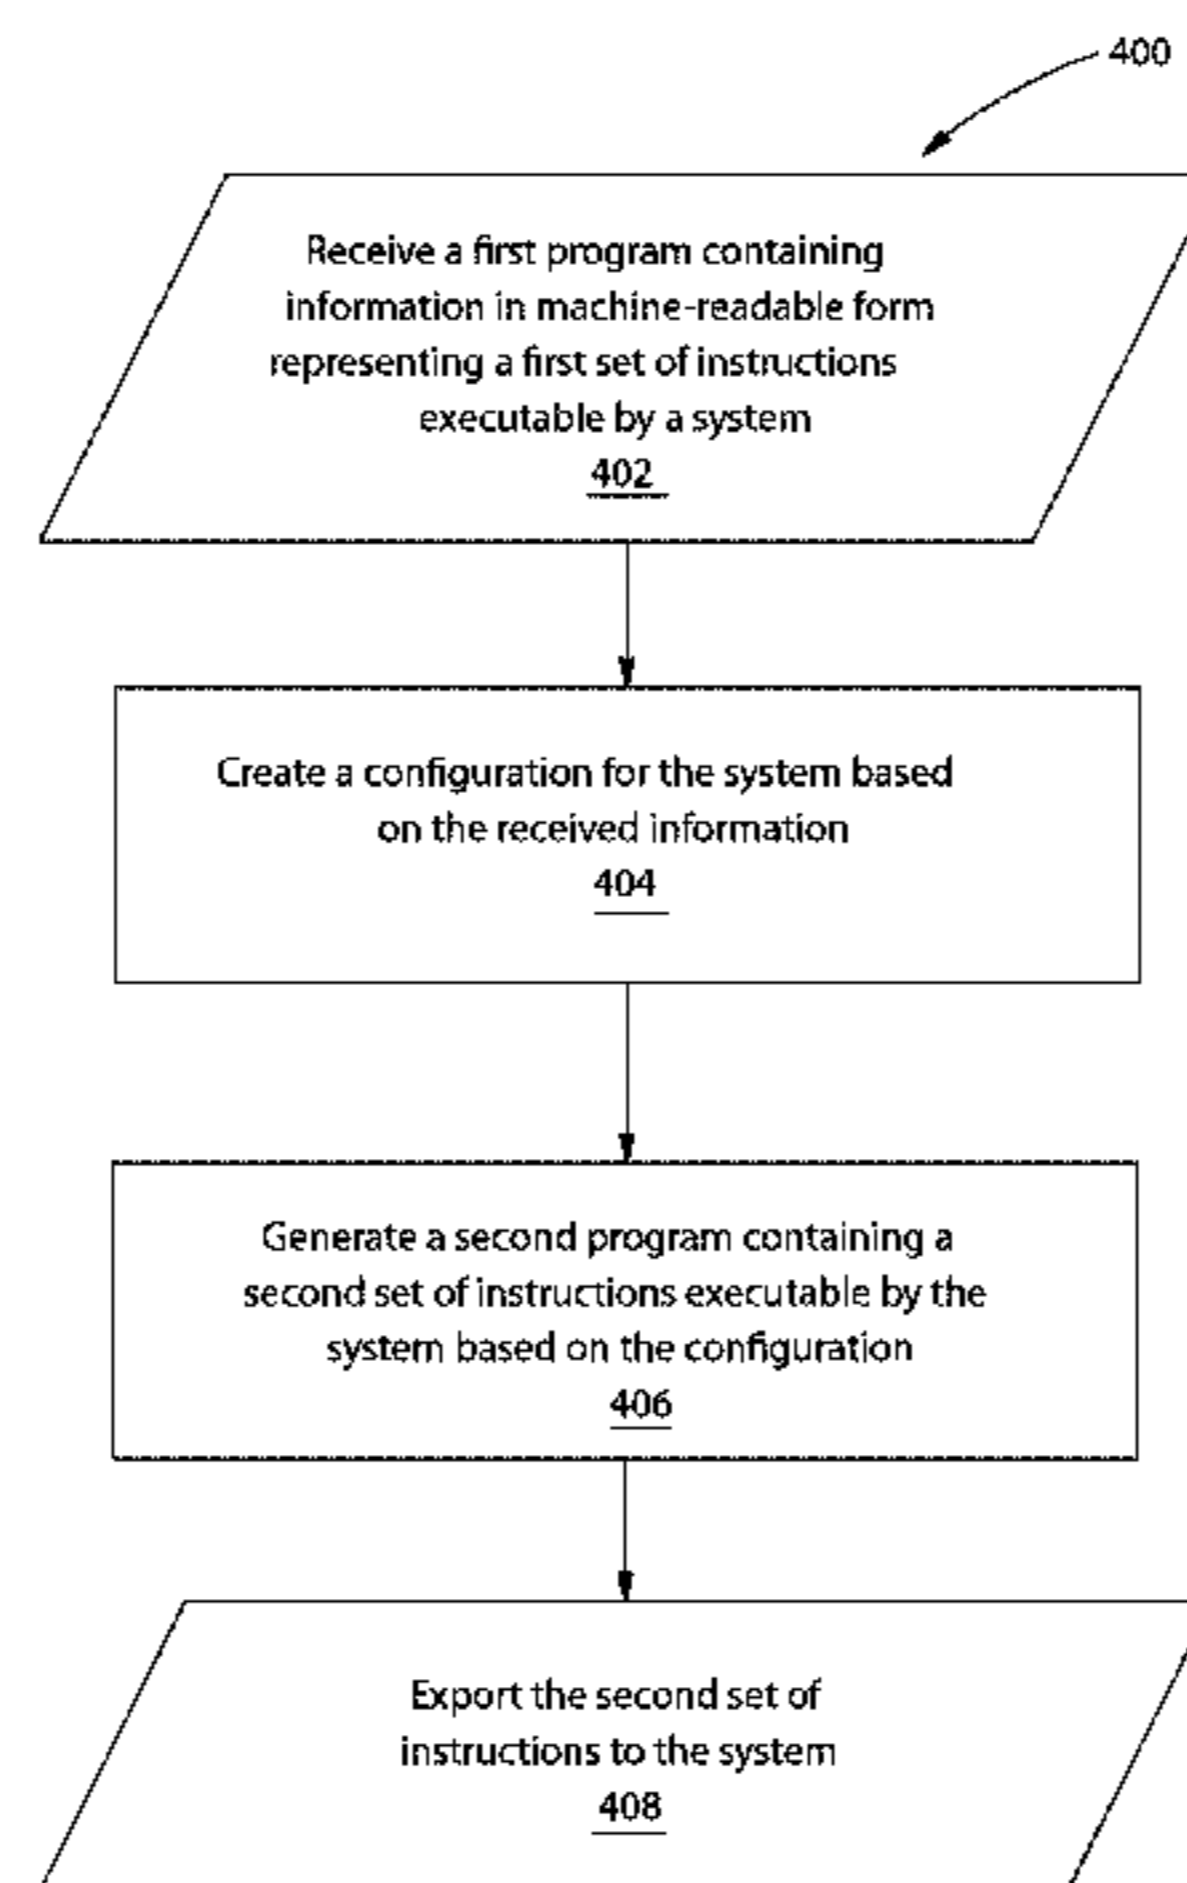 400
Receive a first program containing
information in machine-readable form
representing a first set of instructions
executable by a system
402
Create a configuration for the system based
on the received information
404
Generate a second program containing a
second set of instructions executable by the
system based on the configuration
406
Export the second set of
instructions to the system
408